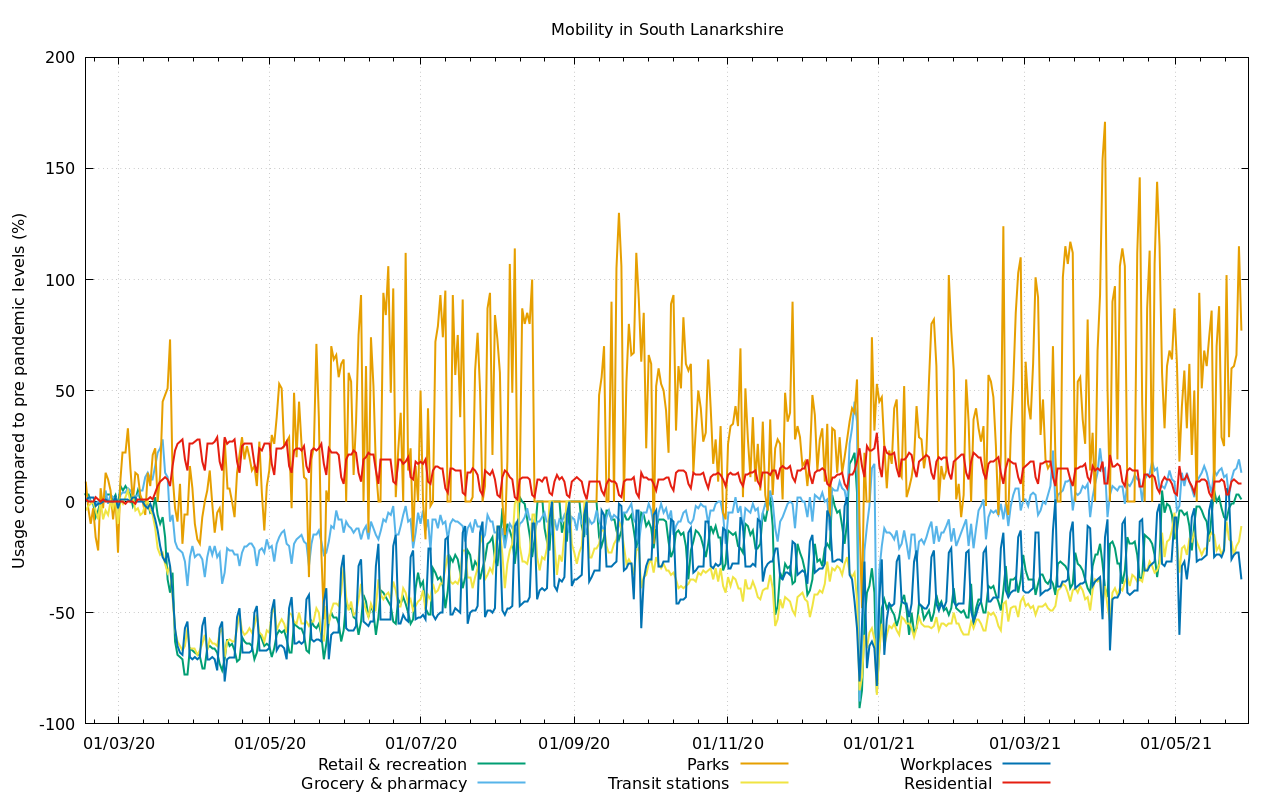 Mobility in South Lanarkshire
Usage compared to pre pandemic levels (%)
200
150
100
50
0
-50
-100
01/03/20 01/05/20 01/07/20 01/09/20 01/11/20 01/01/21 01/03/21 01/05/21
Retail & recreation Parks Workplaces
Grocery & pharmacy Transit stations Residential